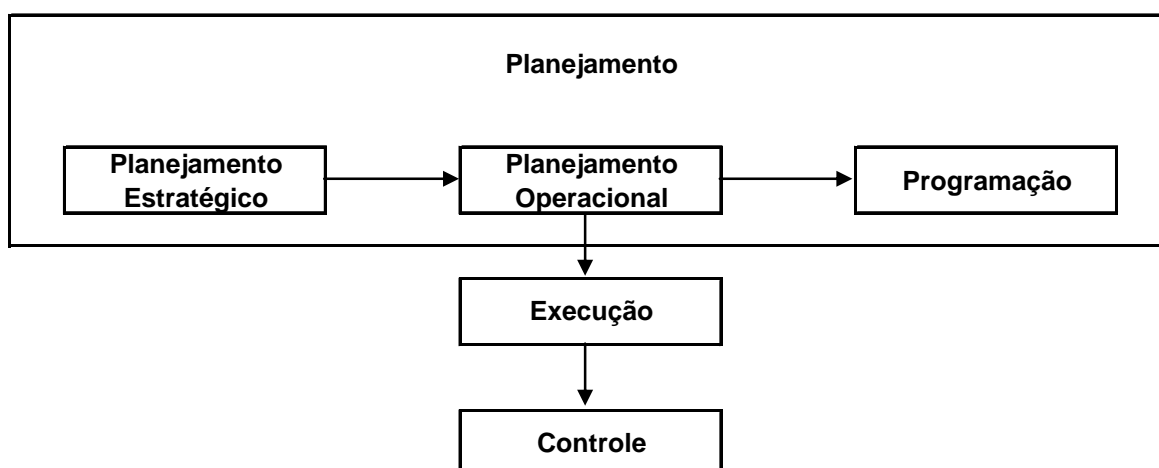 Planejamento
Planejamento
Estratégico
Planejamento
Operacional
Programação
Execução
Controle